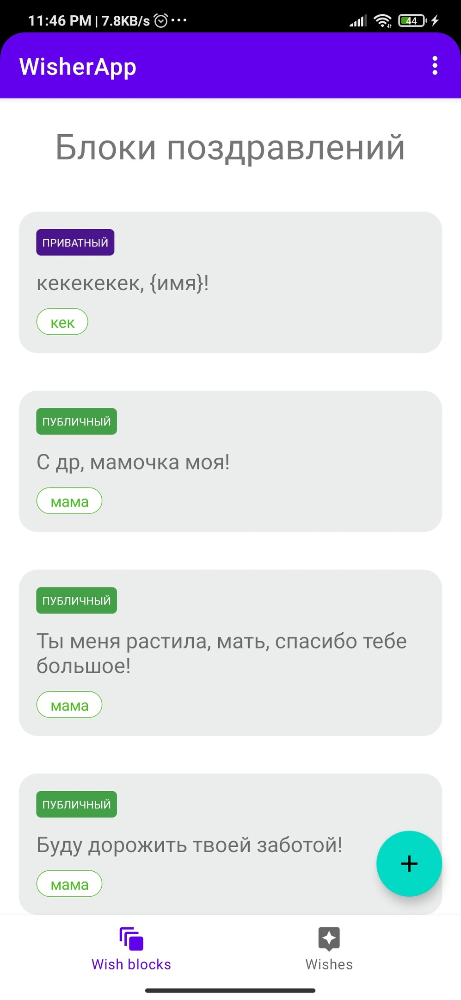 11:46 PM | 7.8KB/s ...
44
WisherApp
Блоки поздравлений
ПРИВАТНЫЙ
кекекекек, {имя}!
кек
ПУБЛИЧНЫЙ
С др, мамочка моя!
мама
ПУБЛИЧНЫЙ
Ты меня растила, мать, спасибо тебе
большое!
мама
ПУБЛИЧНЫЙ
Буду дорожить твоей заботой!
мама
+
Wish blocks
Wishes